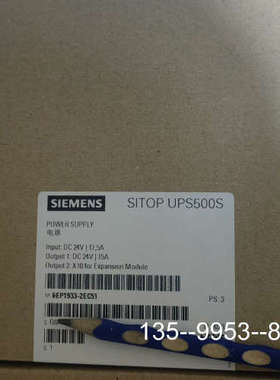 SIEMENS
SITOP UPS500S
POWER SUPPLY
电源
Input: DC 24V | 17,5A
Output 1: DC 24V | 15A
Output 2: X10 for Expansion Module
6EP1933-2EC51
PS: 3
135--9953--8